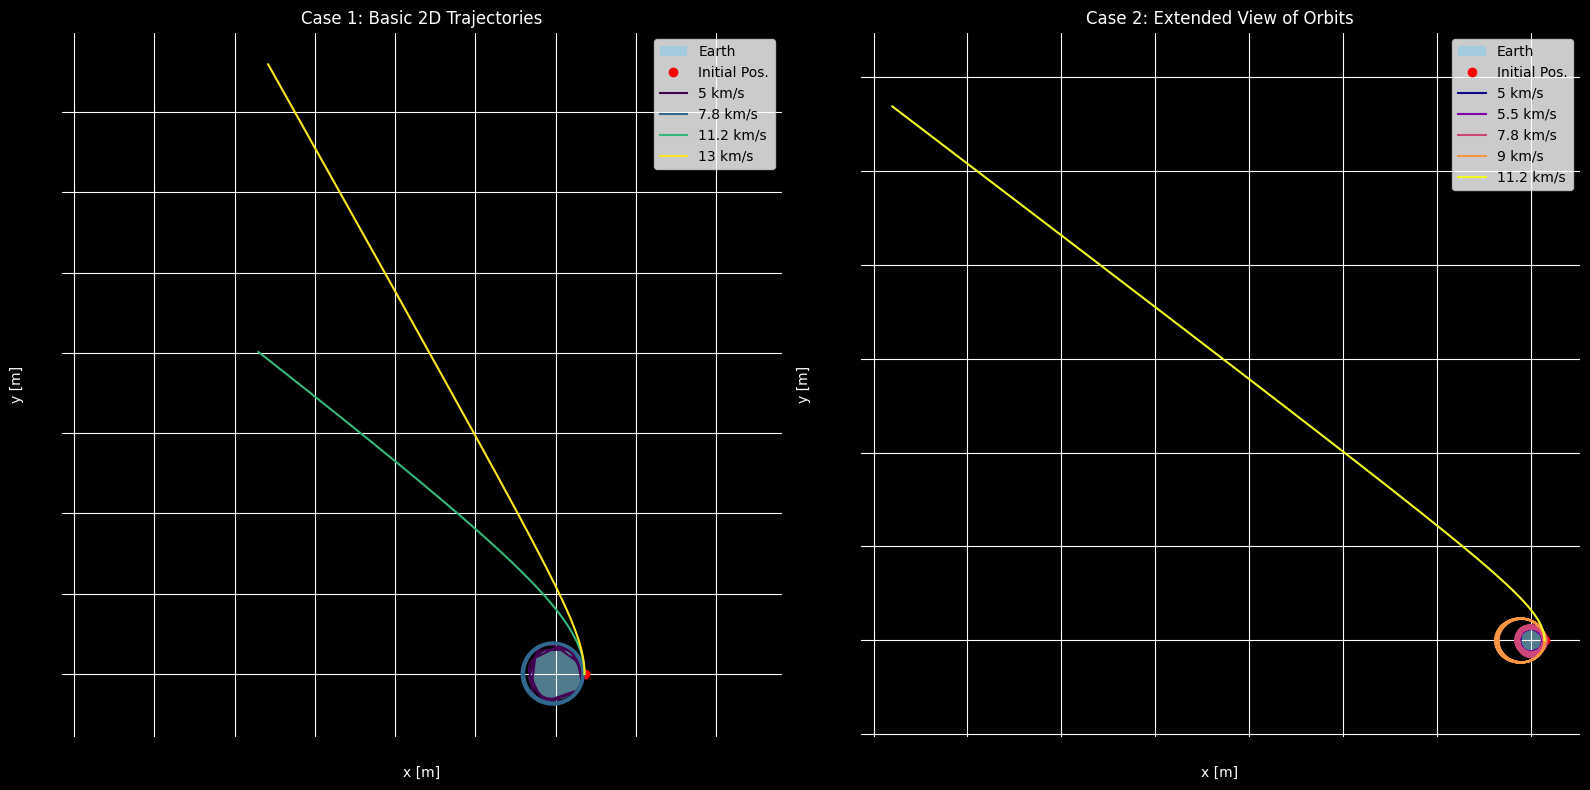 Case 1: Basic 2D Trajectories
Earth
Initial Pos.
5 km/s
7.8 km/s
11.2 km/s
13 km/s
y [m]
x [m]
Case 2: Extended View of Orbits
Earth
Initial Pos.
5 km/s
5.5 km/s
7.8 km/s
9 km/s
11.2 km/s
y [m]
x [m]